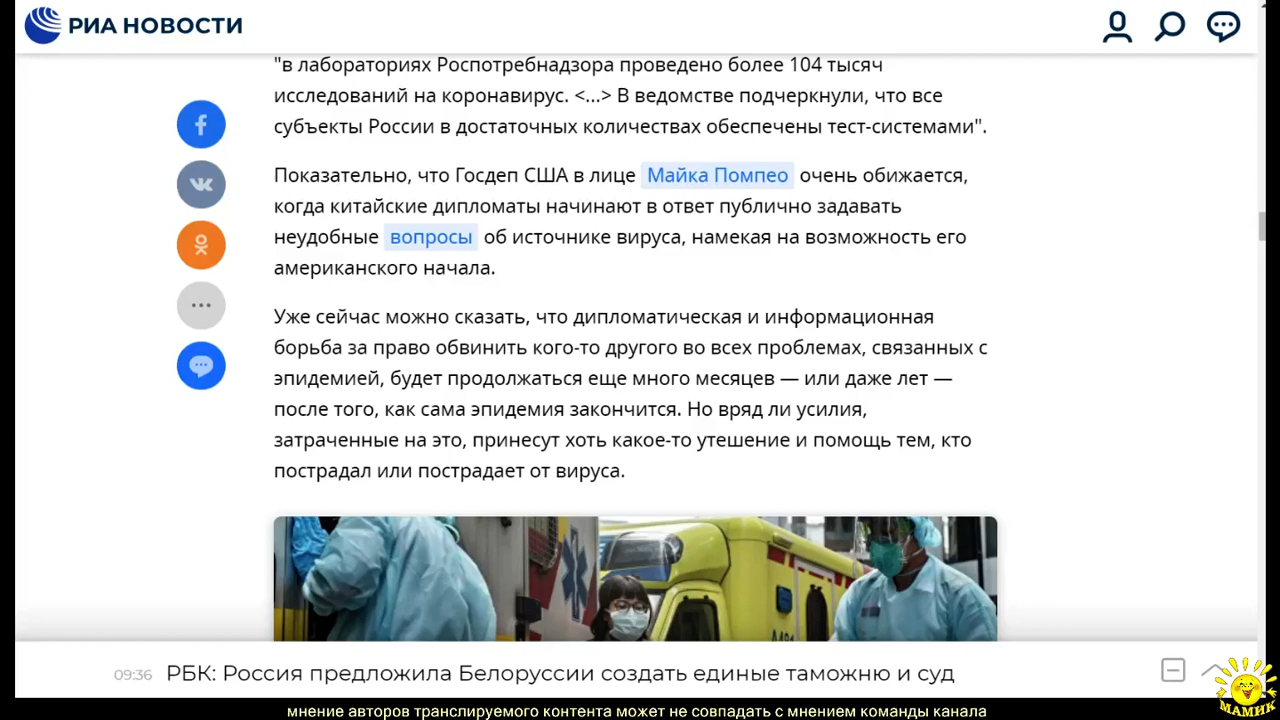 РИА НОВОСТИ
"в лабораториях Роспотребнадзора проведено более 104 тысяч
исследований на коронавирус. <...> В ведомстве подчеркнули, что все
субъекты России в достаточных количествах обеспечены тест-системами".
Показательно, что Госдеп США в лице Майка Помпео очень обижается,
когда китайские дипломаты начинают в ответ публично задавать
неудобные вопросы об источнике вируса, намекая на возможность его
американского начала.
Уже сейчас можно сказать, что дипломатическая и информационная
борьба за право обвинить кого-то другого во всех проблемах, связанных с
эпидемией, будет продолжаться еще много месяцев — или даже лет —
после того, как сама эпидемия закончится. Но вряд ли усилия,
затраченные на это, принесут хоть какое-то утешение и помощь тем, кто
пострадал или пострадает от вируса.
09:36 РБК: Россия предложила Белоруссии создать единые таможню и суд
МАМИК
мнение авторов транслируемого контента может не совпадать с мнением команды канала